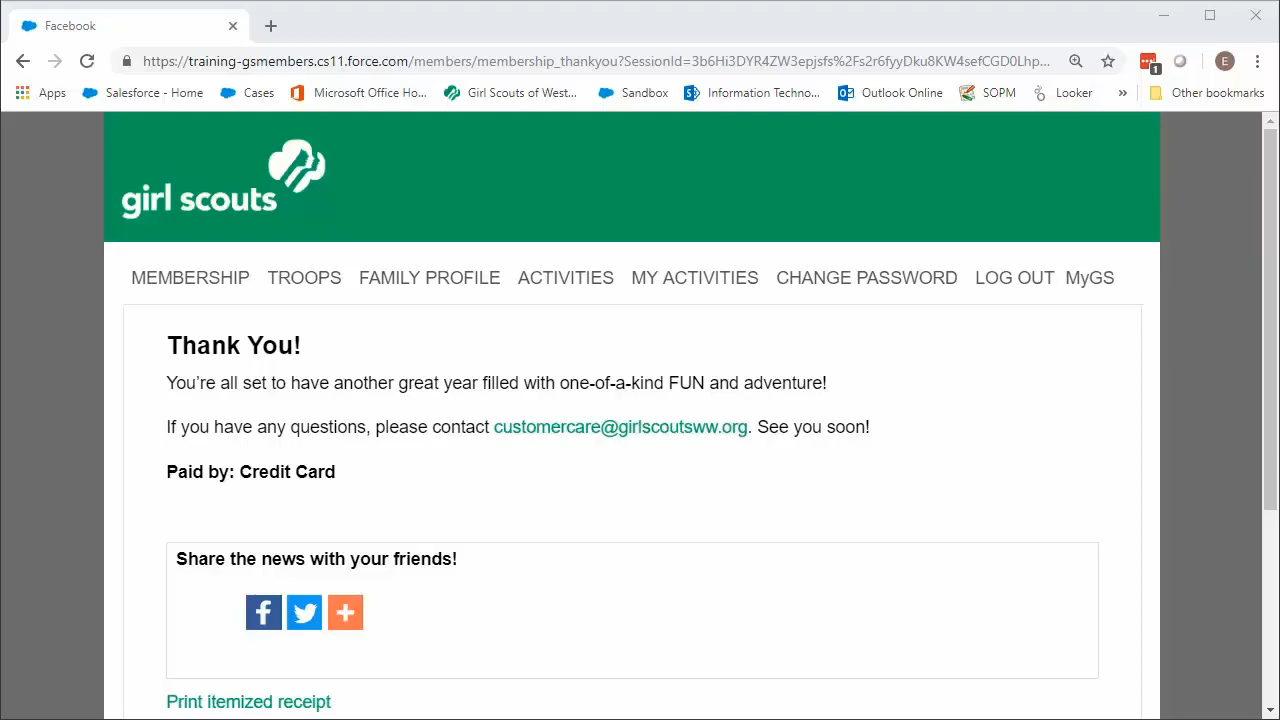 Facebook
https://training-gsmembers.cs11.force.com/members/membership_thankyou?SessionId=3b6Hi3DYR4ZW3epjsfs%2Fs2f6fyyDku8KW4sefCGD0Lhp...
1
E
Apps Salesforce - Home Cases Microsoft Office Ho... Girl Scouts of West... Sandbox Information Techno... Outlook Online SOPM Looker » Other bookmarks
girl scouts
MEMBERSHIP TROOPS FAMILY PROFILE ACTIVITIES MY ACTIVITIES CHANGE PASSWORD LOG OUT MyGS
Thank You!
You’re all set to have another great year filled with one-of-a-kind FUN and adventure!
If you have any questions, please contact customercare@girlscoutsww.org. See you soon!
Paid by: Credit Card
Share the news with your friends!
Print itemized receipt